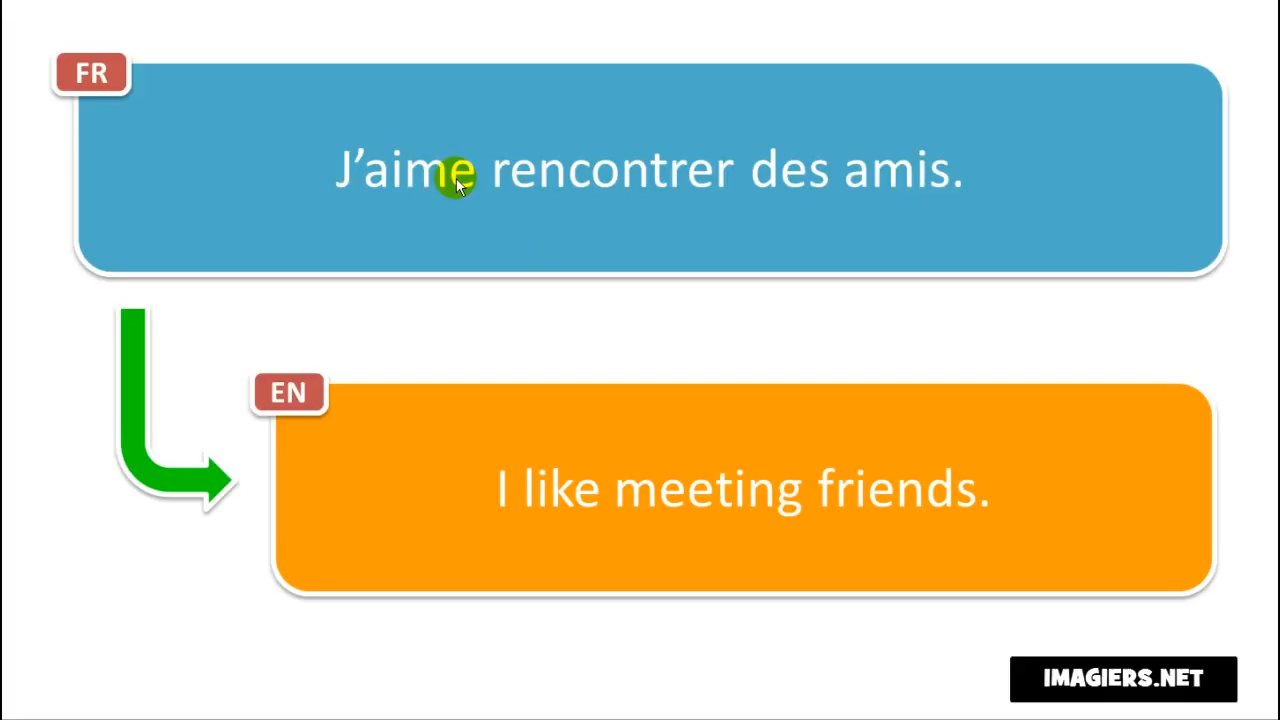 FR
J’aime rencontrer des amis.
EN
I like meeting friends.
IMAGIERS.NET